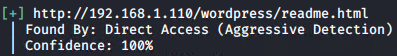 [+] http://192.168.1.110/wordpress/readme.html
| Found By: Direct Access (Aggressive Detection)
| Confidence: 100%